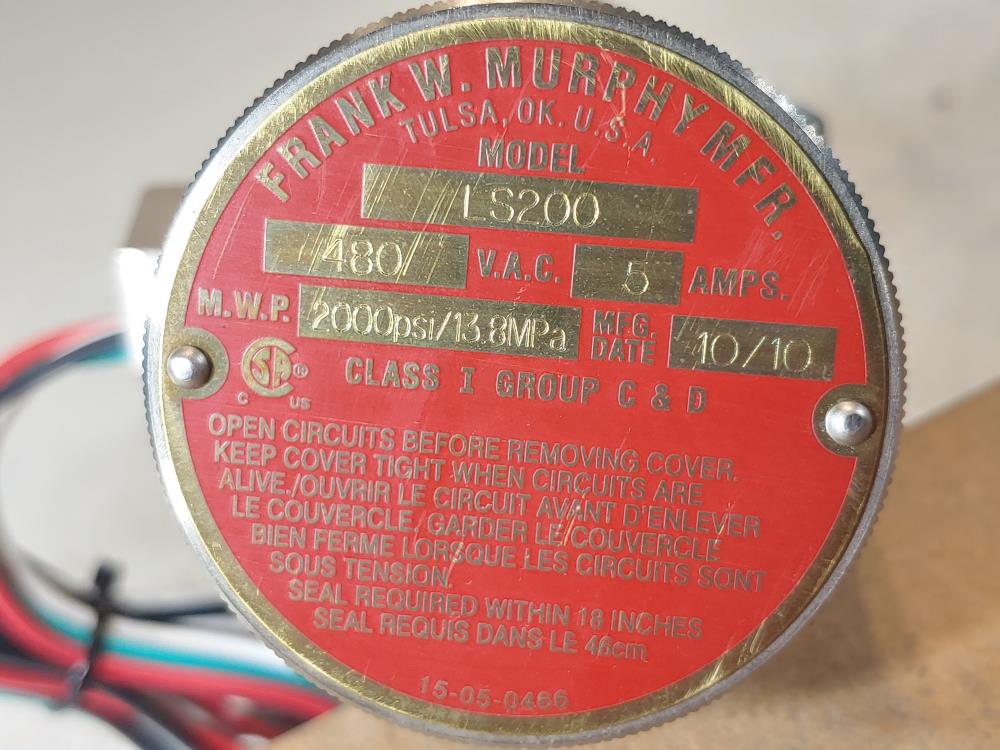 FRANK W. MURPHY MFR.
TULSA, OK. U.S.A.
MODEL
LS200
480 V.A.C. 5 AMPS.
M.W.P. 2000psi/13.8MPa MFG. DATE 10/10
CSA ® C US
CLASS I GROUP C & D
OPEN CIRCUITS BEFORE REMOVING COVER.
KEEP COVER TIGHT WHEN CIRCUITS ARE
ALIVE./OUVRIR LE CIRCUIT AVANT D'ENLEVER
LE COUVERCLE, GARDER LE COUVERCLE
BIEN FERME LORSQUE LES CIRCUITS SONT
SOUS TENSION.
SEAL REQUIRED WITHIN 18 INCHES
SEAL REQUIS DANS LE 46cm
15-05-0466